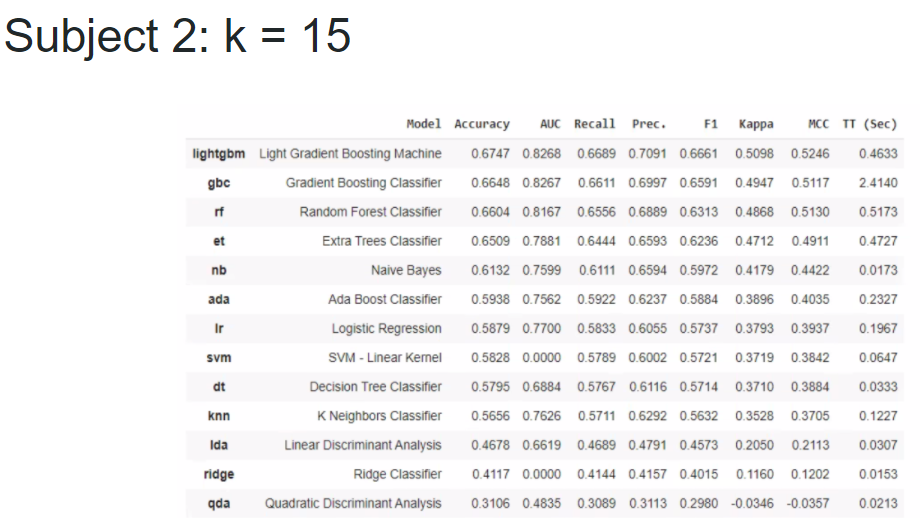 Subject 2: k = 15
Model Accuracy AUC Recall Prec. F1 Kappa MCC TT (Sec)
lightgbm Light Gradient Boosting Machine 0.6747 0.8268 0.6689 0.7091 0.6661 0.5098 0.5246 0.4633
gbc Gradient Boosting Classifier 0.6648 0.8267 0.6611 0.6997 0.6591 0.4947 0.5117 2.4140
rf Random Forest Classifier 0.6604 0.8167 0.6556 0.6889 0.6313 0.4868 0.5130 0.5173
et Extra Trees Classifier 0.6509 0.7881 0.6444 0.6593 0.6236 0.4712 0.4911 0.4727
nb Naive Bayes 0.6132 0.7599 0.6111 0.6594 0.5972 0.4179 0.4422 0.0173
ada Ada Boost Classifier 0.5938 0.7562 0.5922 0.6237 0.5884 0.3896 0.4035 0.2327
lr Logistic Regression 0.5879 0.7700 0.5833 0.6055 0.5737 0.3793 0.3937 0.1967
svm SVM - Linear Kernel 0.5828 0.0000 0.5789 0.6002 0.5721 0.3719 0.3842 0.0647
dt Decision Tree Classifier 0.5795 0.6884 0.5767 0.6116 0.5714 0.3710 0.3884 0.0333
knn K Neighbors Classifier 0.5656 0.7626 0.5711 0.6292 0.5632 0.3528 0.3705 0.1227
lda Linear Discriminant Analysis 0.4678 0.6619 0.4689 0.4791 0.4573 0.2050 0.2113 0.0307
ridge Ridge Classifier 0.4117 0.0000 0.4144 0.4157 0.4015 0.1160 0.1202 0.0153
qda Quadratic Discriminant Analysis 0.3106 0.4835 0.3089 0.3113 0.2980 -0.0346 -0.0357 0.0213